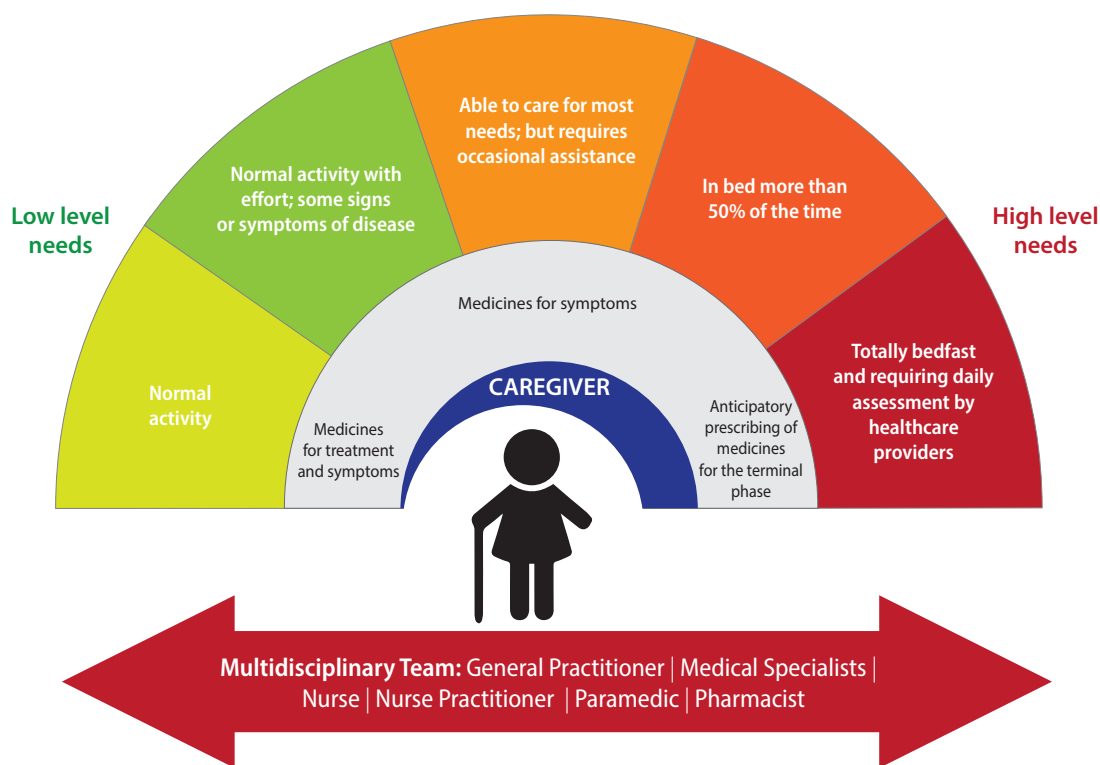 Low level
needs
Normal
activity
Normal activity with
effort; some signs
or symptoms of disease
Able to care for most
needs; but requires
occasional assistance
In bed more than
50% of the time
Totally bedfast
and requiring daily
assessment by
healthcare
providers
High level
needs
Medicines
for treatment
and symptoms
Medicines for symptoms
Anticipatory
prescribing of
medicines
for the terminal
phase
CAREGIVER
Multidisciplinary Team: General Practitioner | Medical Specialists |
Nurse | Nurse Practitioner | Paramedic | Pharmacist